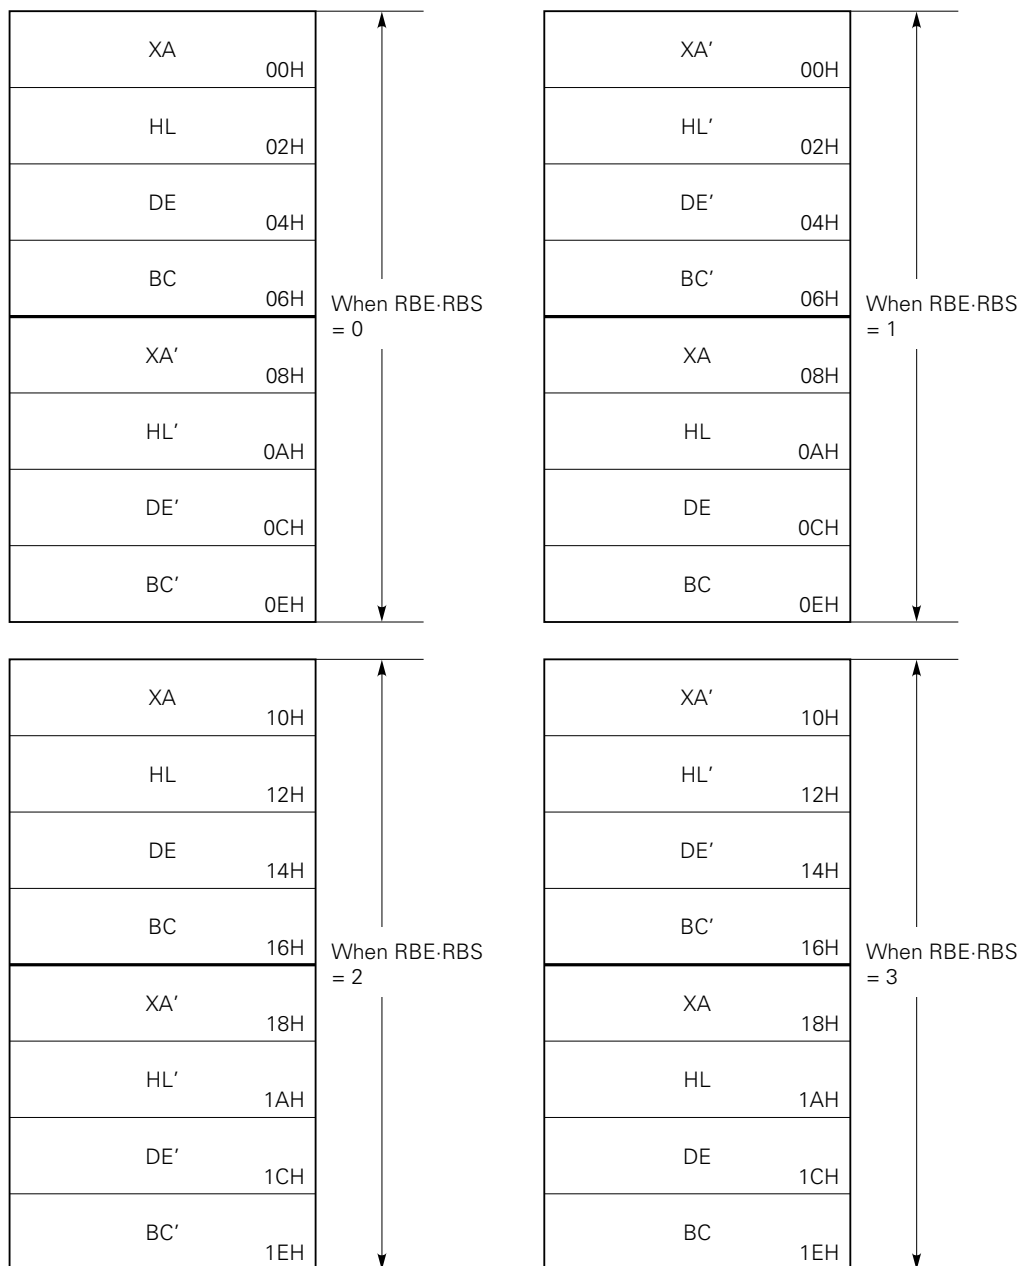 XA
00H
HL
02H
DE
04H
BC
06H
XA′
08H
HL′
0AH
DE′
0CH
BC′
0EH
When RBE·RBS
= 0
XA′
00H
HL′
02H
DE′
04H
BC′
06H
XA
08H
HL
0AH
DE
0CH
BC
0EH
When RBE·RBS
= 1
XA
10H
HL
12H
DE
14H
BC
16H
XA′
18H
HL′
1AH
DE′
1CH
BC′
1EH
When RBE·RBS
= 2
XA′
10H
HL′
12H
DE′
14H
BC′
16H
XA
18H
HL
1AH
DE
1CH
BC
1EH
When RBE·RBS
= 3